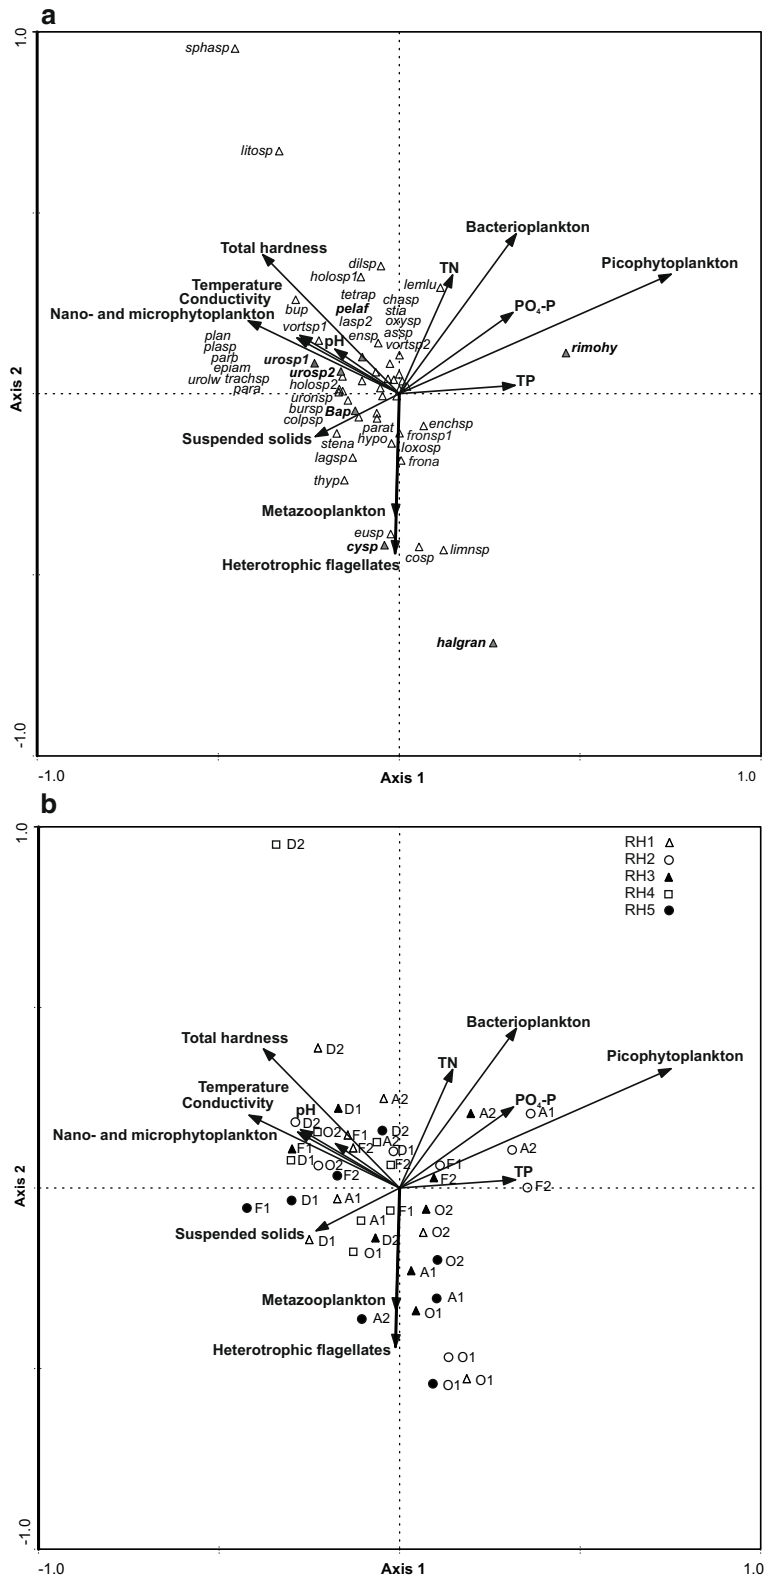 a
1.0
sphasp
litosp
Bacterioplankton
Total hardness
Picophytoplankton
dilsp
TN
holosp1
Temperature
lemlu
tetrap
chasp
Conductivity
pelaf
stia
PO4-P
bup
Nano- and microphytoplankton
lasp2
oxysp
vortsp1
assp
plan
ensp
pH
vortsp2
plasp
rimohy
parb
urosp1
epiam
urosp2
TP
urolw trachsp
holosp2
para
uronsp
Axis 2
bursp
Bap
colpsp
enchsp
parat
Suspended solids
hypo
fronsp1
stena
loxosp
lagsp
frona
thyp
Metazooplankton
eusp
cysp
limnsp
cosp
Heterotrophic flagellates
halgran
-1.0
-1.0
Axis 1
1.0
b
1.0
D2
RH1
RH2
RH3
RH4
RH5
Bacterioplankton
Total hardness
D2
Picophytoplankton
TN
Temperature
A2
Conductivity
PO4-P
pH
D1
A2
A1
D2
O2
D2
Nano- and microphytoplankton
F1
A2
F1
F2
D1
A2
D1
O2
F2
F1
TP
F2
F2
F2
Axis 2
D1
A1
F1
F1
O2
A1
Suspended solids
D1
D2
O2
O1
O2
A1
Metazooplankton
A1
O1
A2
Heterotrophic flagellates
O1
O1
O1
-1.0
-1.0
Axis 1
1.0